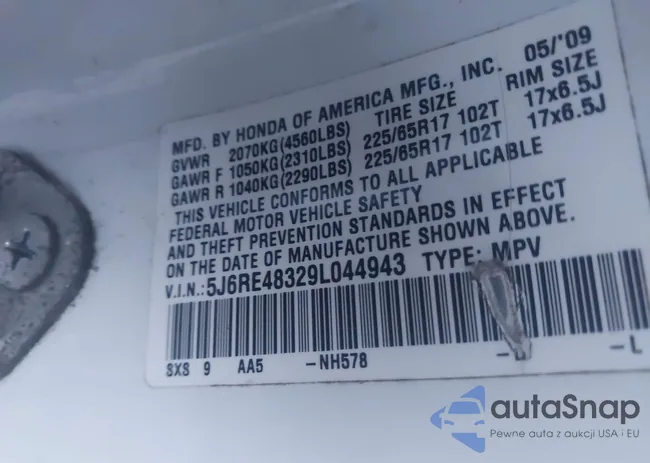 MFD. BY HONDA OF AMERICA MFG., INC. 05/'09
GVWR 2070KG(4560LBS) TIRE SIZE RIM SIZE
GAWR F 1050KG(2310LBS) 225/65R17 102T 17x6.5J
GAWR R 1040KG(2290LBS) 225/65R17 102T 17x6.5J
THIS VEHICLE CONFORMS TO ALL APPLICABLE
FEDERAL MOTOR VEHICLE SAFETY
AND THEFT PREVENTION STANDARDS IN EFFECT
ON THE DATE OF MANUFACTURE SHOWN ABOVE.
V.I.N.:5J6RE48329L044943 TYPE: MPV
SXS 9 AA5 -NH578 - -L
autaSnap
Pewne auta z aukcji USA i EU